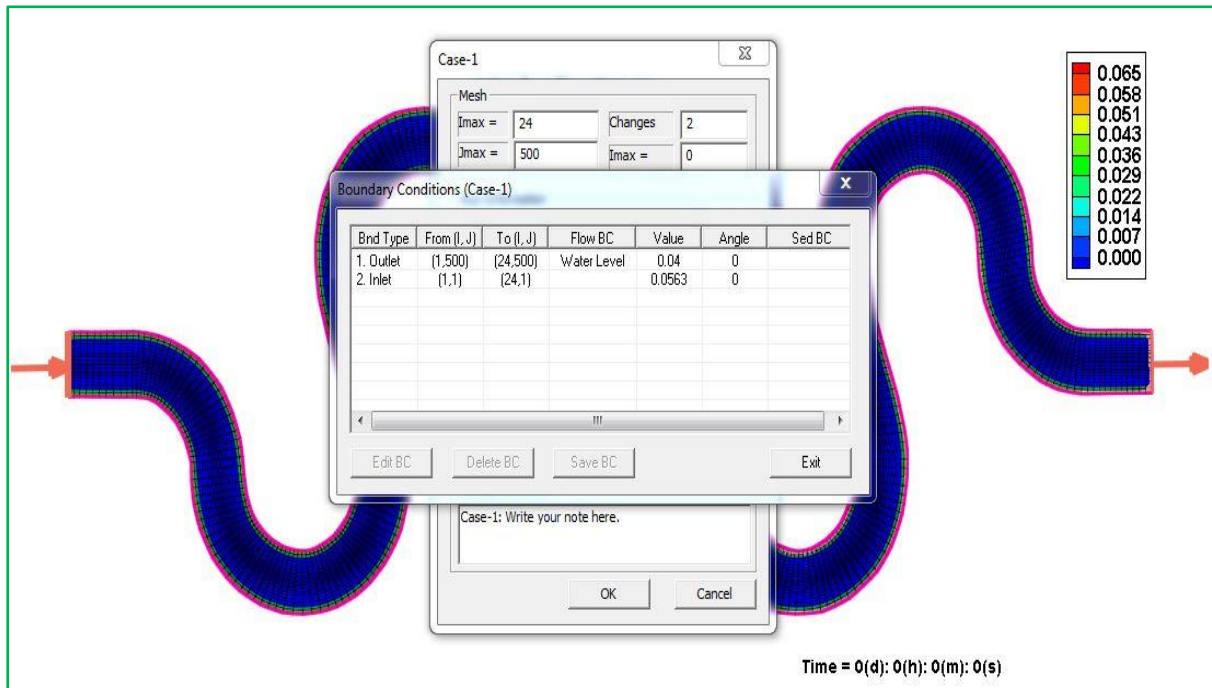 Case-1
Mesh
Imax = 24 Changes 2
Jmax = 500 Imax = 0
Boundary Conditions (Case-1)
Bnd Type From (I, J) To (I, J) Flow BC Value Angle Sed BC
1. Outlet (1,500) (24,500) Water Level 0.04 0
2. Inlet (1,1) (24,1) 0.0563 0
Edit BC Delete BC Save BC Exit
Case-1: Write your note here.
OK Cancel
0.065
0.058
0.051
0.043
0.036
0.029
0.022
0.014
0.007
0.000
Time = 0(d): 0(h): 0(m): 0(s)